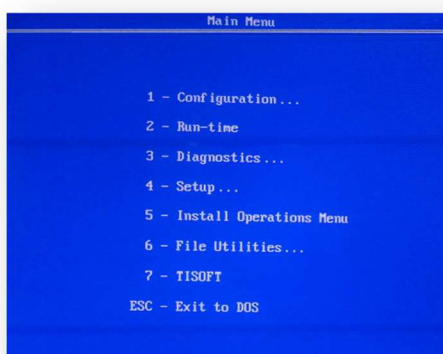 Main Menu
1 - Configuration...
2 - Run-time
3 - Diagnostics...
4 - Setup...
5 - Install Operations Menu
6 - File Utilities...
7 - TISOFT
ESC - Exit to DOS